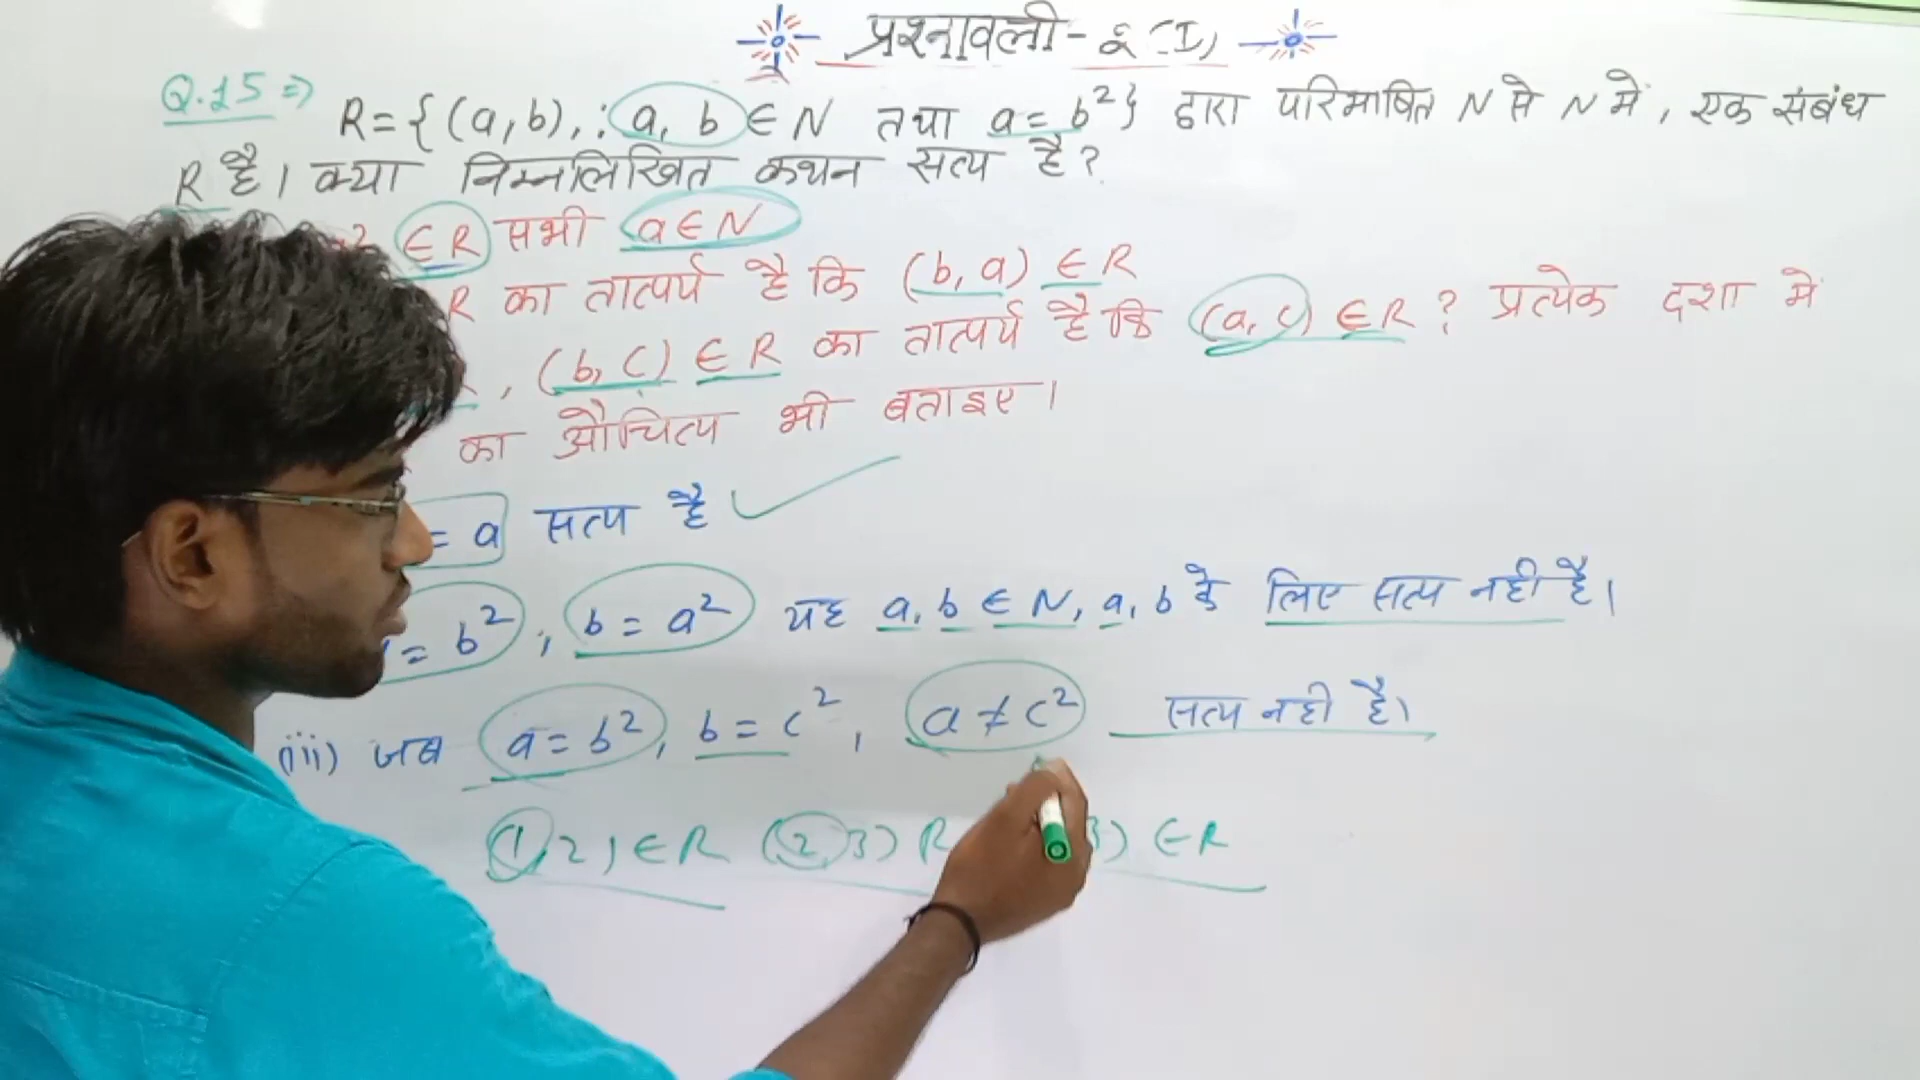 प्रश्नावली- 2 (I)
Q.15 ⇒ R = {(a, b), : a, b ∈ N तथा a = b²} द्वारा परिभाषित N से N में, एक संबंध
R है। क्या निम्नलिखित कथन सत्य है?
∈ R सभी a ∈ N
R का तात्पर्य है कि (b, a) ∈ R
, (b, c) ∈ R का तात्पर्य है कि (a, c) ∈ R ? प्रत्येक दशा में
का औचित्य भी बताइए।
= a सत्य है ✓
= b² , b = a² यह a, b ∈ N, a, b के लिए सत्य नही है।
(iii) जब a = b², b = c², a ≠ c² सत्य नही है।
(1, 2) ∈ R (2, 3) R 3) ∈ R